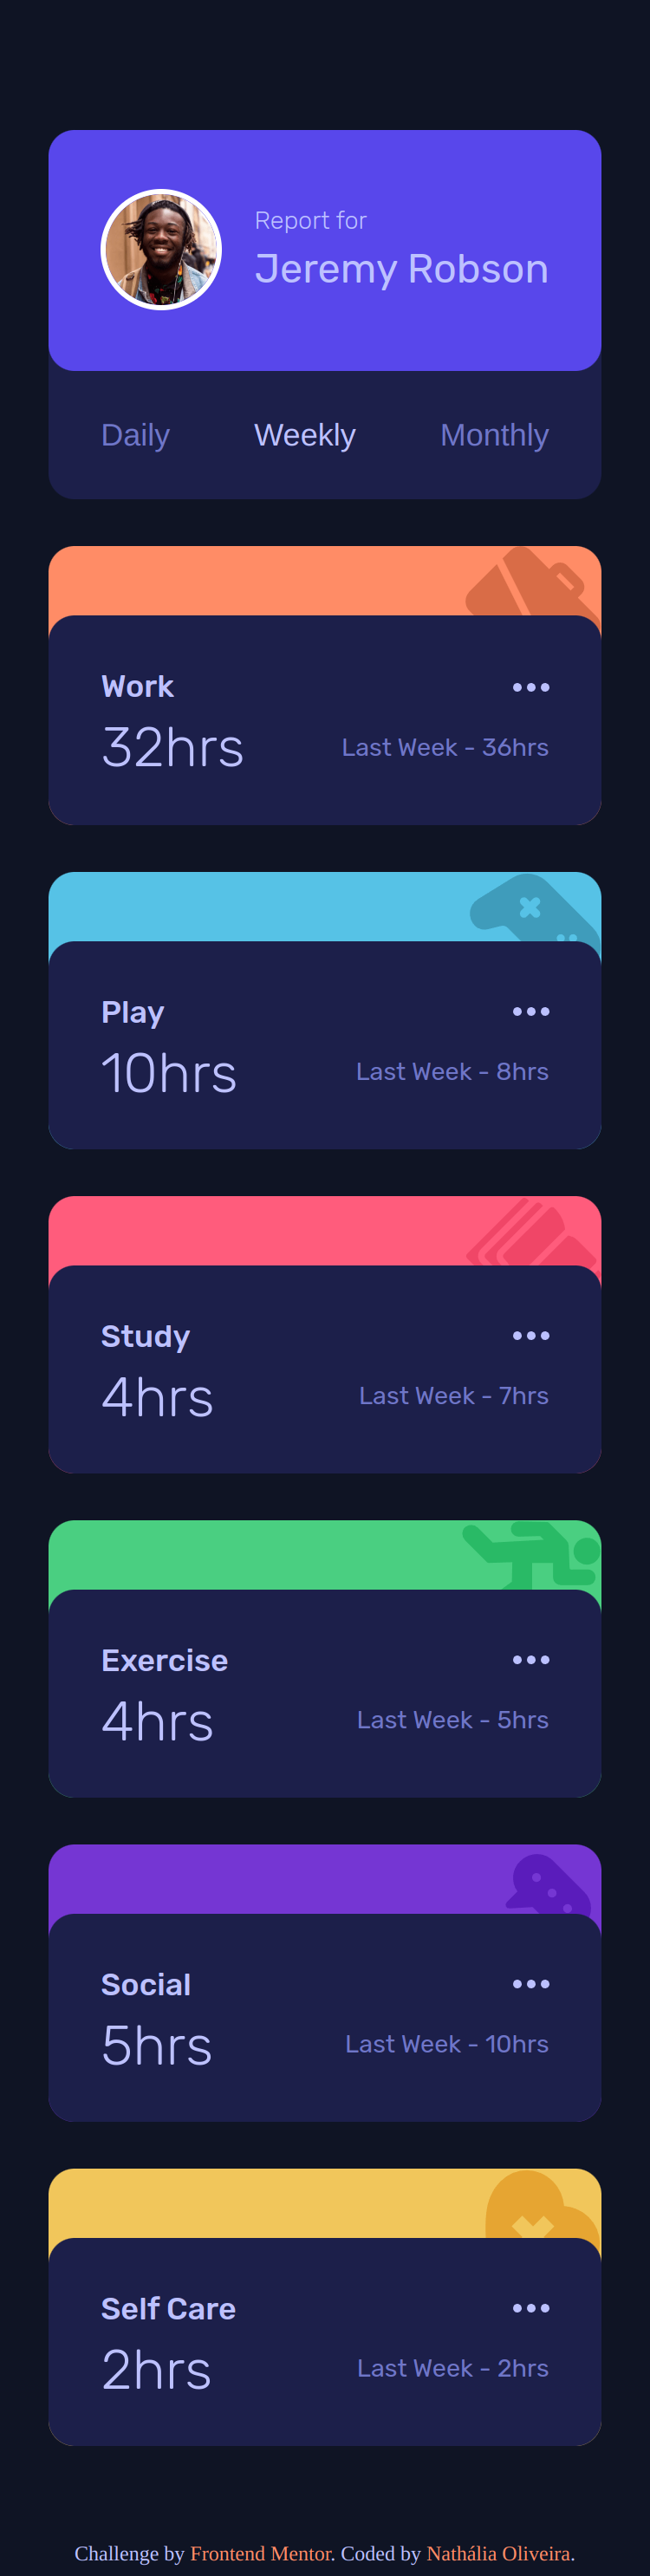 Report for
Jeremy Robson
Daily Weekly Monthly
Work
32hrs Last Week - 36hrs
Play
10hrs Last Week - 8hrs
Study
4hrs Last Week - 7hrs
Exercise
4hrs Last Week - 5hrs
Social
5hrs Last Week - 10hrs
Self Care
2hrs Last Week - 2hrs
Challenge by Frontend Mentor. Coded by Nathália Oliveira.